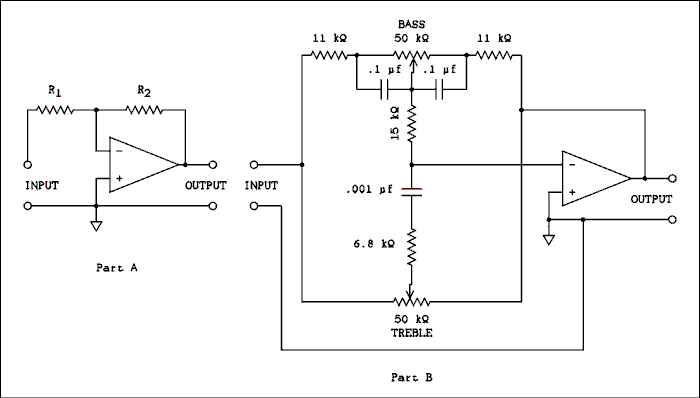 BASS
11 kΩ
50 kΩ
11 kΩ
.1 µf
.1 µf
R1
R2
15 kΩ
−
+
−
+
INPUT
OUTPUT
INPUT
.001 µf
OUTPUT
6.8 kΩ
Part A
50 kΩ
TREBLE
Part B